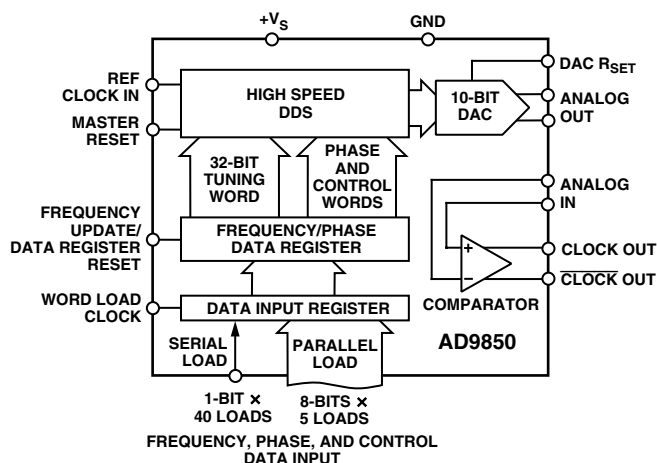 +VS
GND
REF
CLOCK IN
MASTER
RESET
FREQUENCY
UPDATE/
DATA REGISTER
RESET
WORD LOAD
CLOCK
HIGH SPEED
DDS
32-BIT
TUNING
WORD
PHASE
AND
CONTROL
WORDS
FREQUENCY/PHASE
DATA REGISTER
DATA INPUT REGISTER
SERIAL
LOAD
PARALLEL
LOAD
10-BIT
DAC
DAC RSET
ANALOG
OUT
ANALOG
IN
+
CLOCK OUT
–
CLOCK OUT
COMPARATOR
AD9850
1-BIT ×
40 LOADS
8-BITS ×
5 LOADS
FREQUENCY, PHASE, AND CONTROL
DATA INPUT